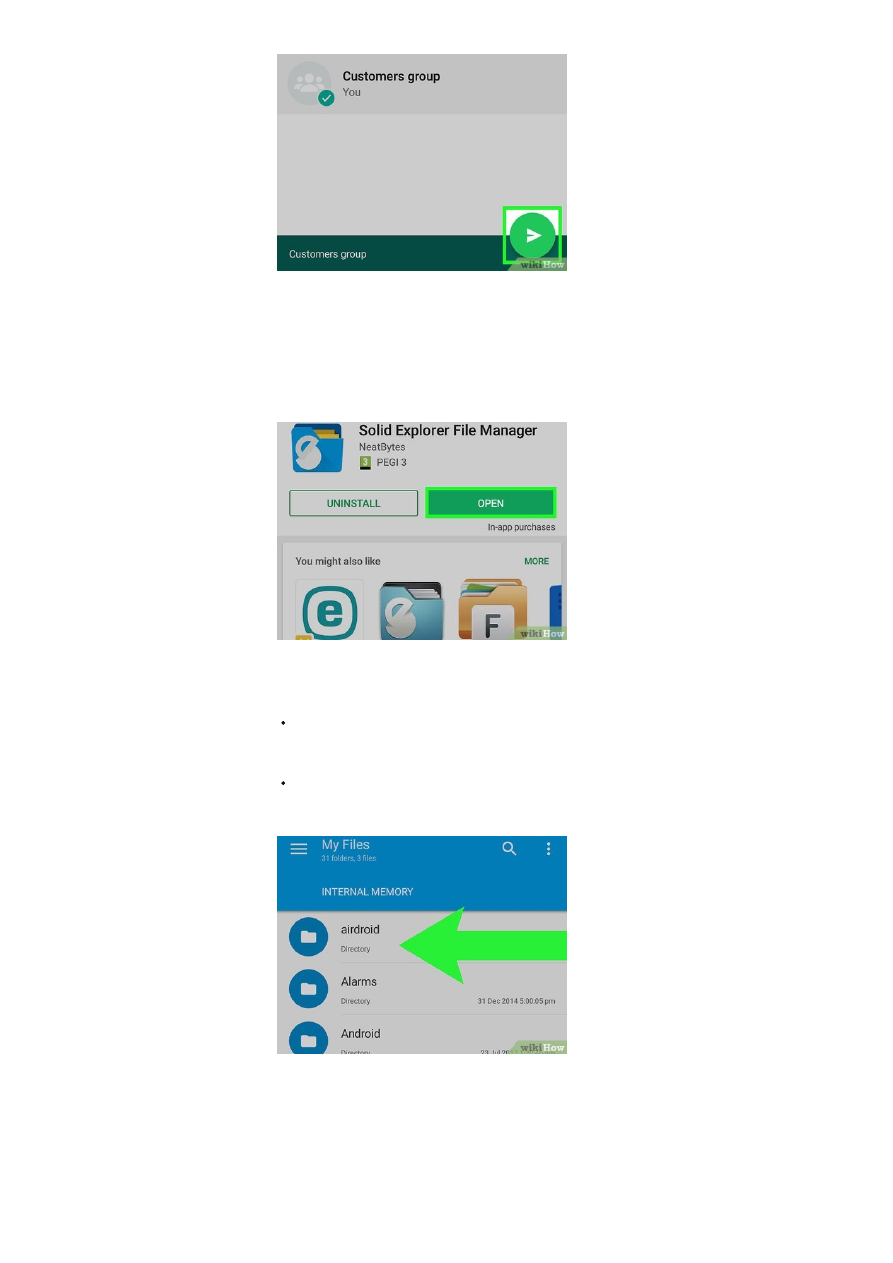 Customers group
You
Customers group
wikiHow
Solid Explorer File Manager
NeatBytes
3 PEGI 3
UNINSTALL
OPEN
In-app purchases
You might also like
MORE
e
F
wikiHow
My Files
31 folders, 3 files
INTERNAL MEMORY
airdroid
Directory
Alarms
Directory
31 Dec 2014 5:00:05 pm
Android
Directory
23 Jul
wikiHow